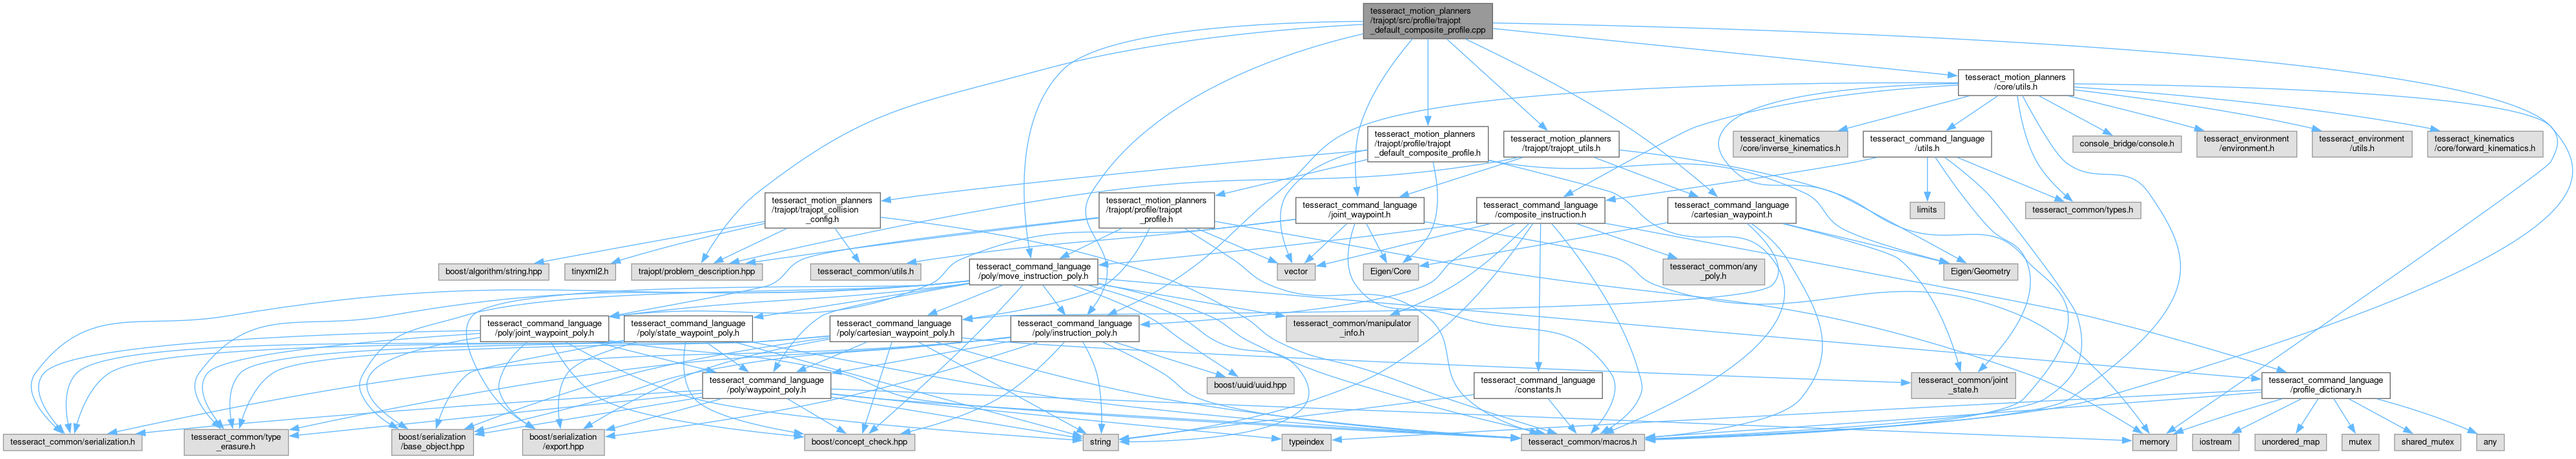 tesseract_motion_planners
/trajopt/src/profile/trajopt
_default_composite_profile.cpp
tesseract_motion_planners
/core/utils.h
tesseract_motion_planners
/trajopt/profile/trajopt
_default_composite_profile.h
tesseract_motion_planners
/trajopt/trajopt_utils.h
tesseract_kinematics
/core/inverse_kinematics.h
tesseract_command_language
/utils.h
console_bridge/console.h
tesseract_environment
/environment.h
tesseract_environment
/utils.h
tesseract_kinematics
/core/forward_kinematics.h
tesseract_motion_planners
/trajopt/trajopt_collision
_config.h
tesseract_motion_planners
/trajopt/profile/trajopt
_profile.h
tesseract_command_language
/joint_waypoint.h
tesseract_command_language
/composite_instruction.h
tesseract_command_language
/cartesian_waypoint.h
limits
tesseract_common/types.h
boost/algorithm/string.hpp
tinyxml2.h
trajopt/problem_description.hpp
tesseract_common/utils.h
tesseract_command_language
/poly/move_instruction_poly.h
vector
Eigen/Core
tesseract_common/any
_poly.h
Eigen/Geometry
tesseract_command_language
/poly/joint_waypoint_poly.h
tesseract_command_language
/poly/state_waypoint_poly.h
tesseract_command_language
/poly/cartesian_waypoint_poly.h
tesseract_command_language
/poly/instruction_poly.h
tesseract_common/manipulator
_info.h
tesseract_command_language
/poly/waypoint_poly.h
boost/uuid/uuid.hpp
tesseract_command_language
/constants.h
tesseract_common/joint
_state.h
tesseract_command_language
/profile_dictionary.h
tesseract_common/serialization.h
tesseract_common/type
_erasure.h
boost/serialization
/base_object.hpp
boost/serialization
/export.hpp
boost/concept_check.hpp
string
typeindex
tesseract_common/macros.h
memory
iostream
unordered_map
mutex
shared_mutex
any